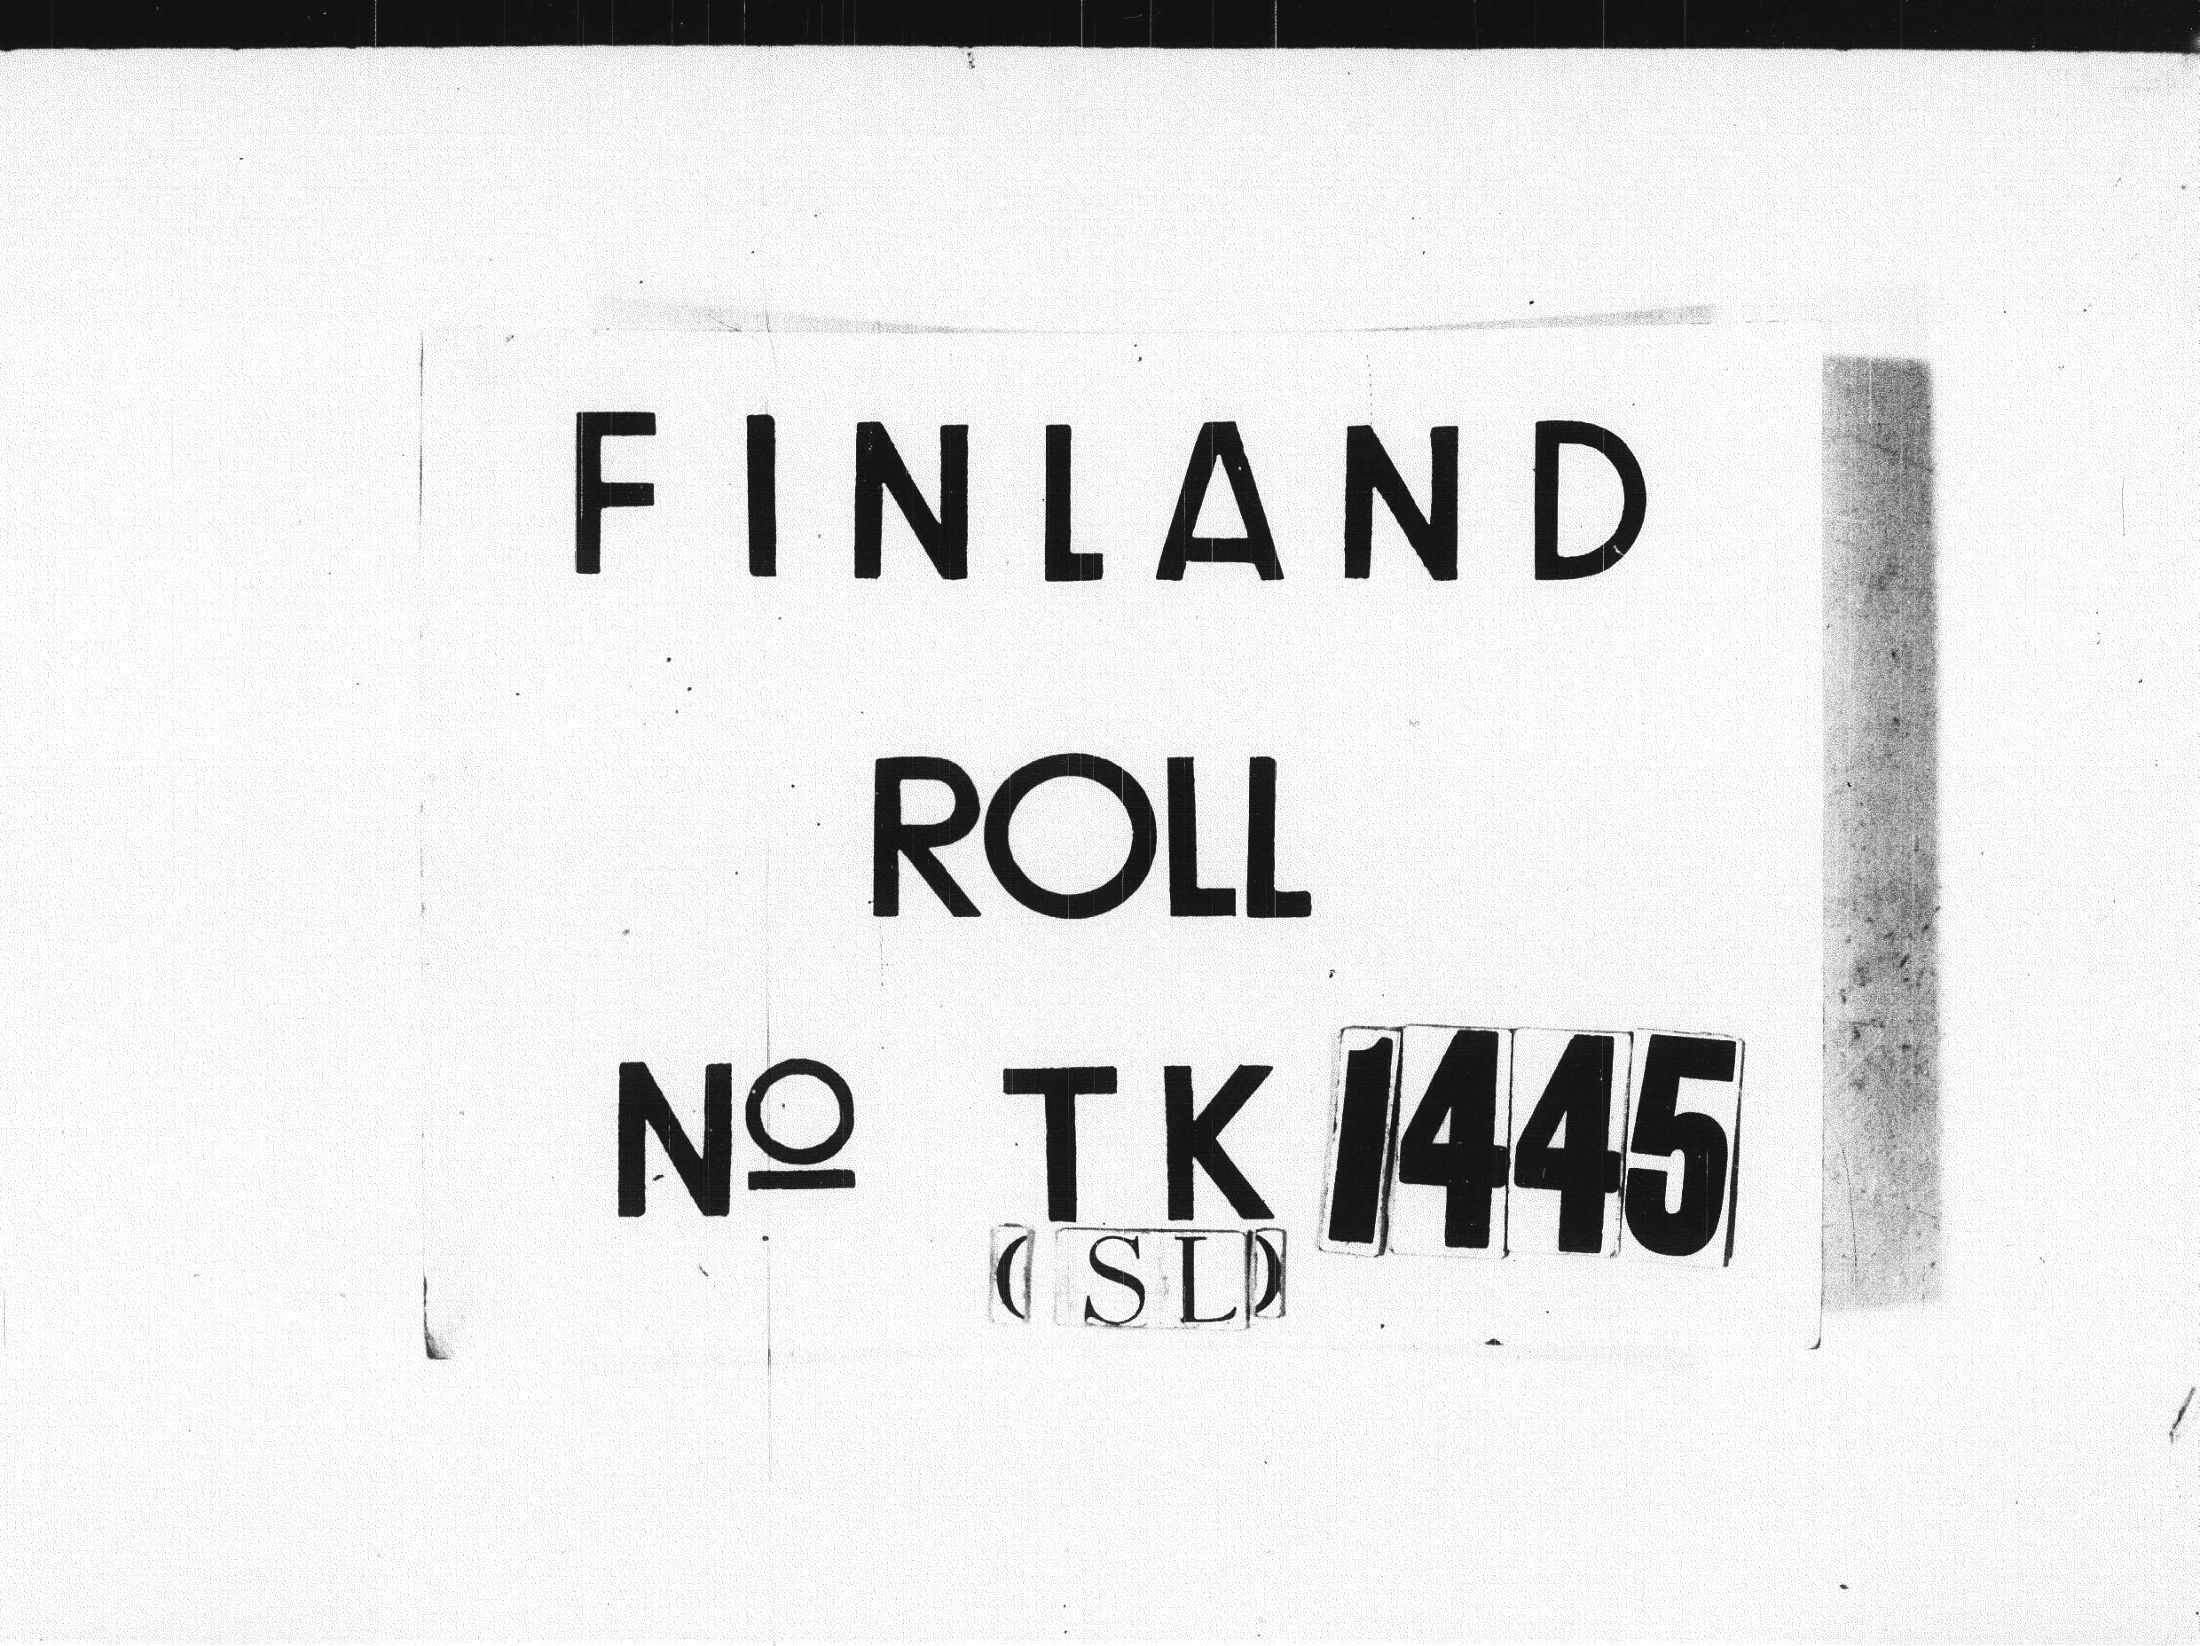 FINLAND
ROLL
Nº TK 1445
(SL)